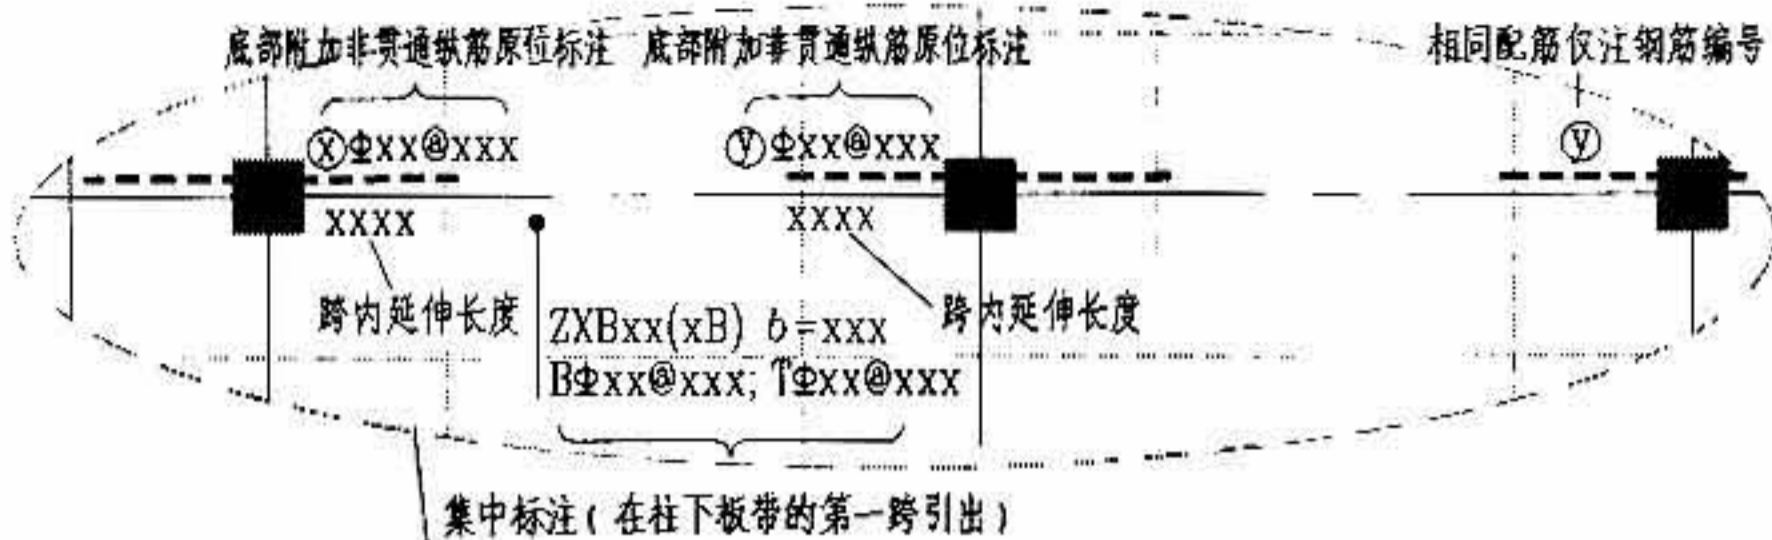 底部附加非贯通纵筋原位标注 底部附加非贯通纵筋原位标注 相同配筋仅注钢筋编号
ⓧΦxx@xxx ⓨΦxx@xxx ⓨ
xxxx xxxx
跨内延伸长度 跨内延伸长度
ZXBxx(xB) b=xxx
BΦxx@xxx; TΦxx@xxx
集中标注(在柱下板带的第一跨引出)